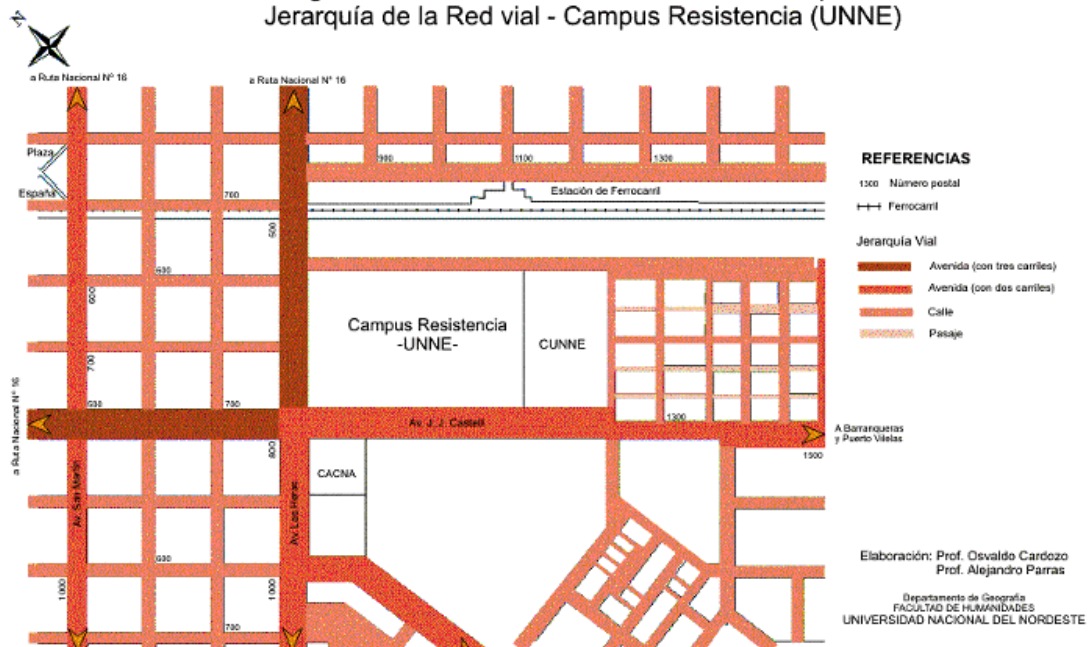 Jerarquía de la Red vial - Campus Resistencia (UNNE)
N
a Ruta Nacional Nº 16
a Ruta Nacional Nº 16
Plaza
España
900
1100
1300
700
Estación de Ferrocarril
500
600
600
Campus Resistencia
-UNNE-
CUNNE
700
a Ruta Nacional Nº 16
700
Av. J. J. Castelli
1300
A Barranqueras
y Puerto Vilelas
1500
800
CACNA
Av. San Martín
Av. Las Heras
600
1000
1000
700
REFERENCIAS
1300 Número postal
Ferrocarril
Jerarquía Vial
Avenida (con tres carriles)
Avenida (con dos carriles)
Calle
Pasaje
Elaboración: Prof. Osvaldo Cardozo
Prof. Alejandro Parras
Departamento de Geografía
FACULTAD DE HUMANIDADES
UNIVERSIDAD NACIONAL DEL NORDESTE